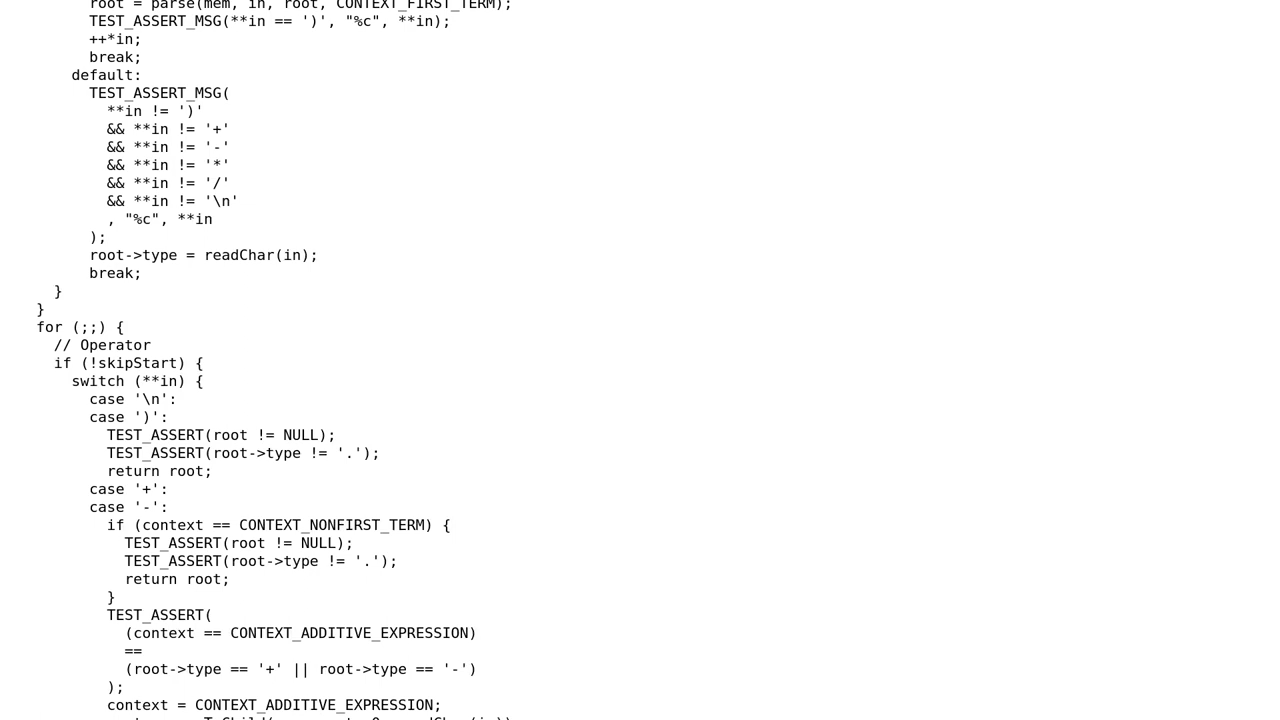 root = parse(mem, in, root, CONTEXT_FIRST_TERM);
TEST_ASSERT_MSG(**in == ')', "%c", **in);
++*in;
break;
default:
TEST_ASSERT_MSG(
**in != ')'
&& **in != '+'
&& **in != '-'
&& **in != '*'
&& **in != '/'
&& **in != '\n'
, "%c", **in
);
root->type = readChar(in);
break;
}
}
for (;;) {
// Operator
if (!skipStart) {
switch (**in) {
case '\n':
case ')':
TEST_ASSERT(root != NULL);
TEST_ASSERT(root->type != '.');
return root;
case '+':
case '-':
if (context == CONTEXT_NONFIRST_TERM) {
TEST_ASSERT(root != NULL);
TEST_ASSERT(root->type != '.');
return root;
}
TEST_ASSERT(
(context == CONTEXT_ADDITIVE_EXPRESSION)
==
(root->type == '+' || root->type == '-')
);
context = CONTEXT_ADDITIVE_EXPRESSION;